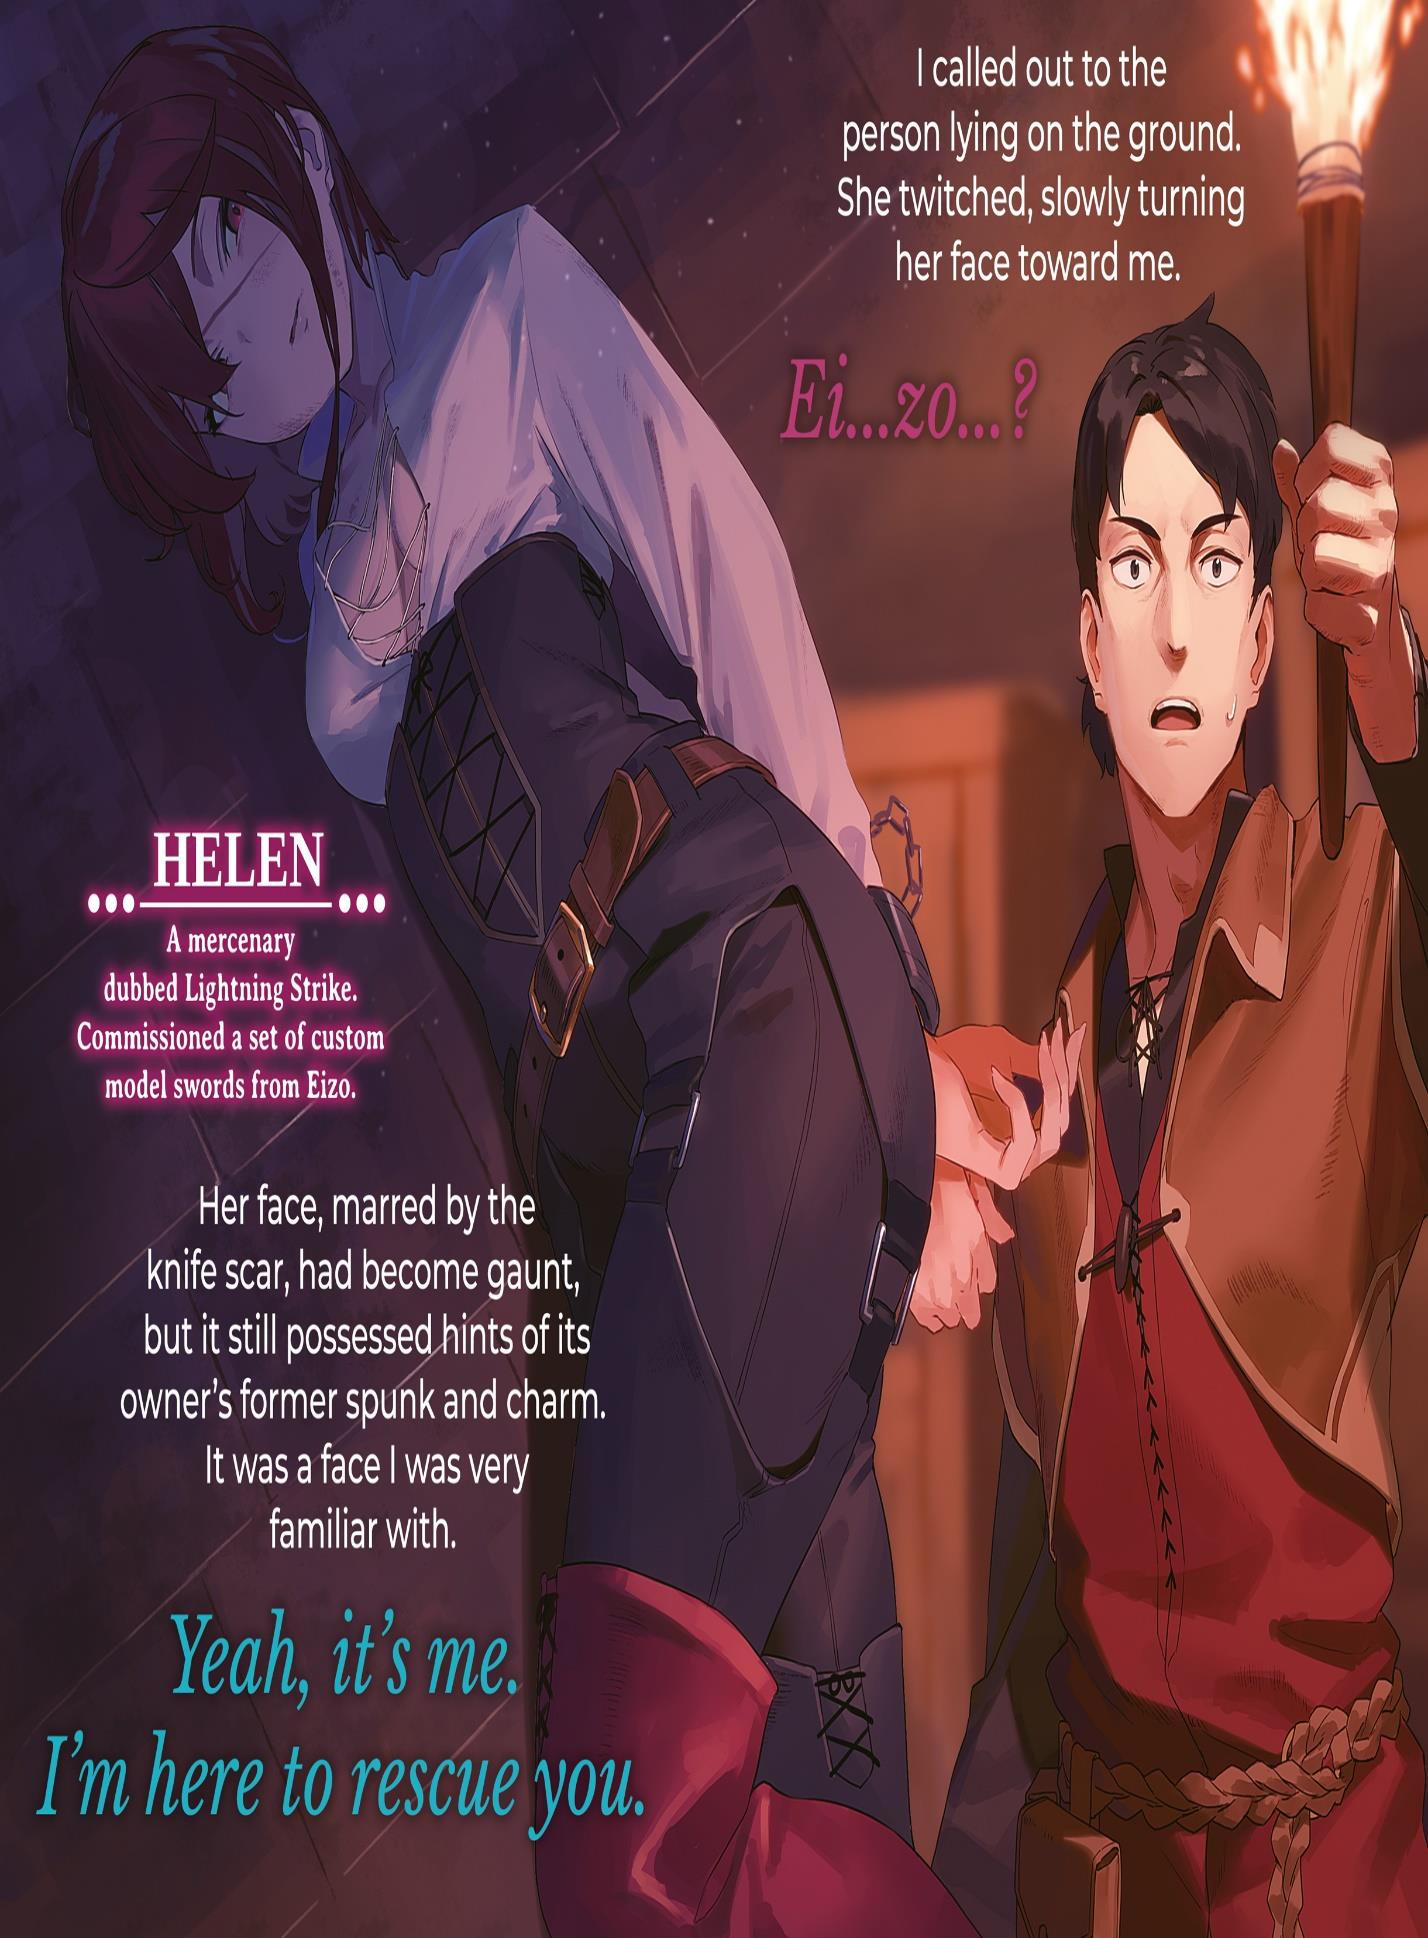 I called out to the
person lying on the ground.
She twitched, slowly turning
her face toward me.
Ei...zo...?
HELEN
A mercenary
dubbed Lightning Strike.
Commissioned a set of custom
model swords from Eizo.
Her face, marred by the
knife scar, had become gaunt,
but it still possessed hints of its
owner’s former spunk and charm.
It was a face I was very
familiar with.
Yeah, it’s me.
I’m here to rescue you.